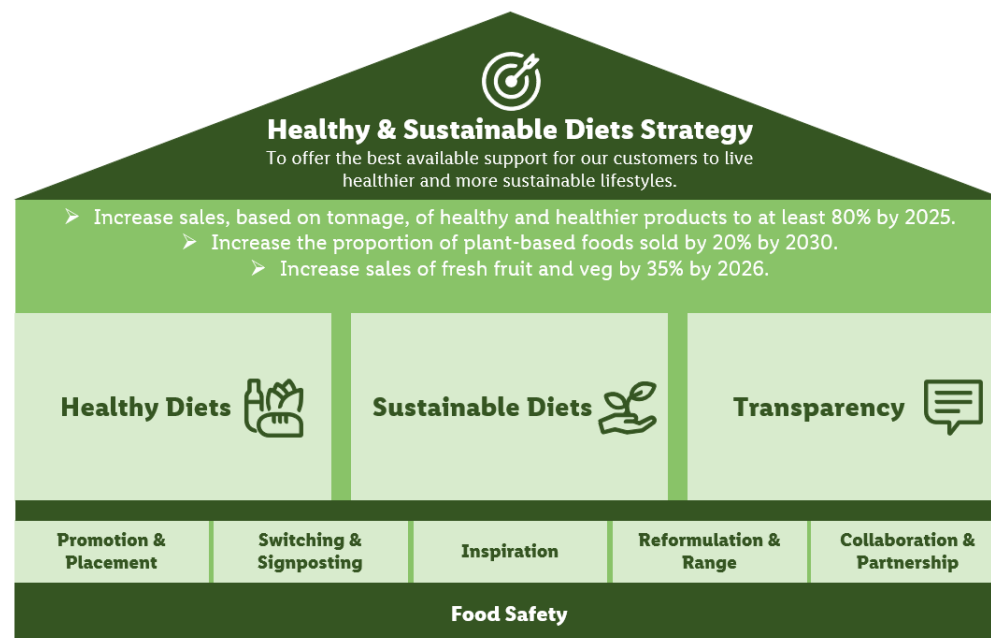 Healthy & Sustainable Diets Strategy
To offer the best available support for our customers to live
healthier and more sustainable lifestyles.
➢ Increase sales, based on tonnage, of healthy and healthier products to at least 80% by 2025.
➢ Increase the proportion of plant-based foods sold by 20% by 2030.
➢ Increase sales of fresh fruit and veg by 35% by 2026.
Healthy Diets
Sustainable Diets
Transparency
Promotion &
Placement
Switching &
Signposting
Inspiration
Reformulation &
Range
Collaboration &
Partnership
Food Safety